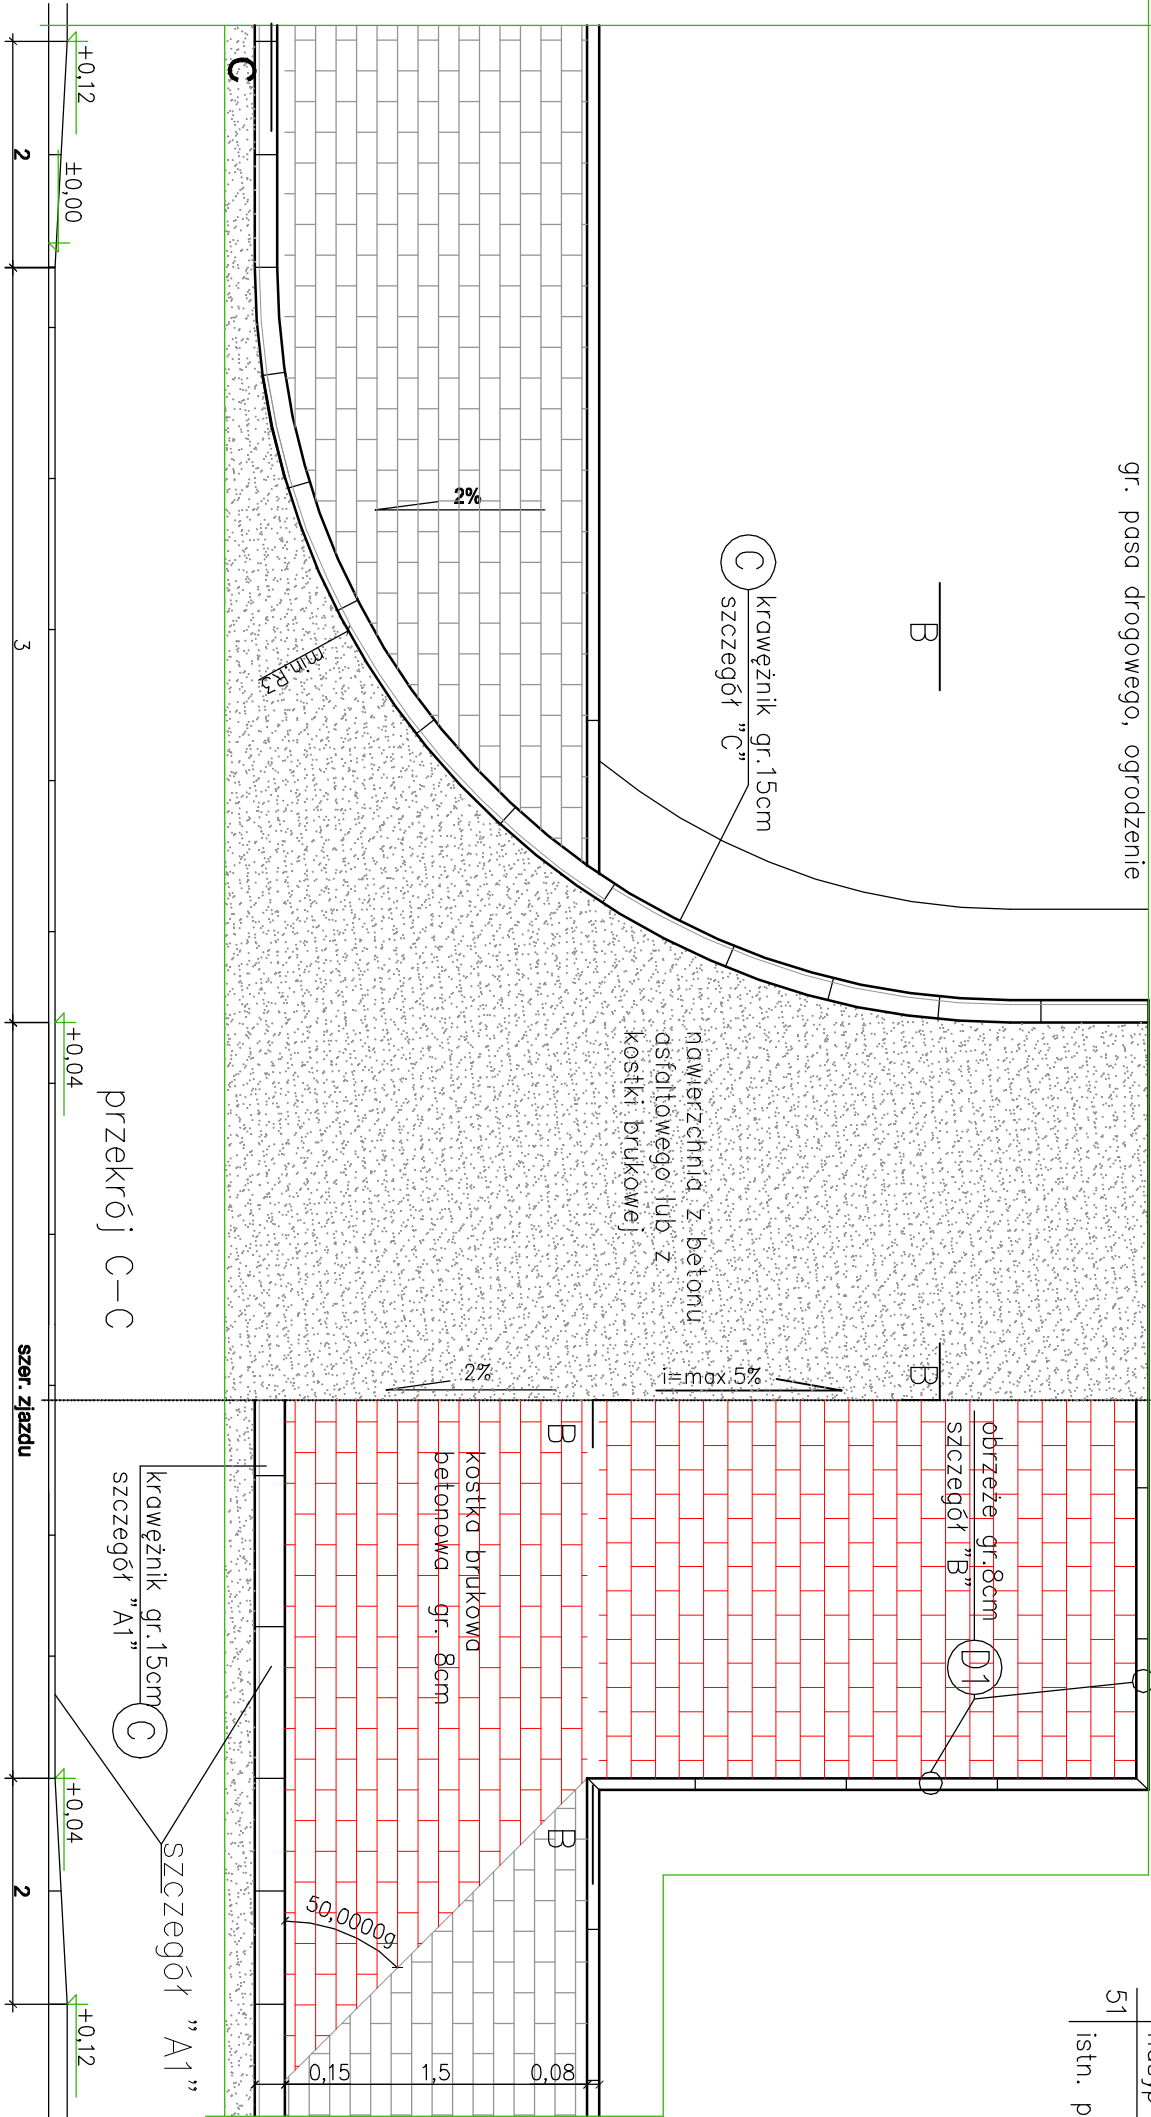 gr. pasa drogowego, ogrodzenie
B
C
krawężnik gr.15cm
szczegół "C"
2%
min.R3
C
+0,12
±0,00
2
3
+0,04
przekrój C-C
szer. zjazdu
nawierzchnia z betonu
asfaltowego lub z
kostki brukowej
2%
i=max 5%
B
B
obrzeże gr.8cm
szczegół "B"
D1
kostka brukowa
betonowa gr. 8cm
krawężnik gr.15cm
szczegół "A1"
C
szczegół "A1"
B
50,0000g
0,15
1,5
0,08
+0,04
2
+0,12
51
istn. p